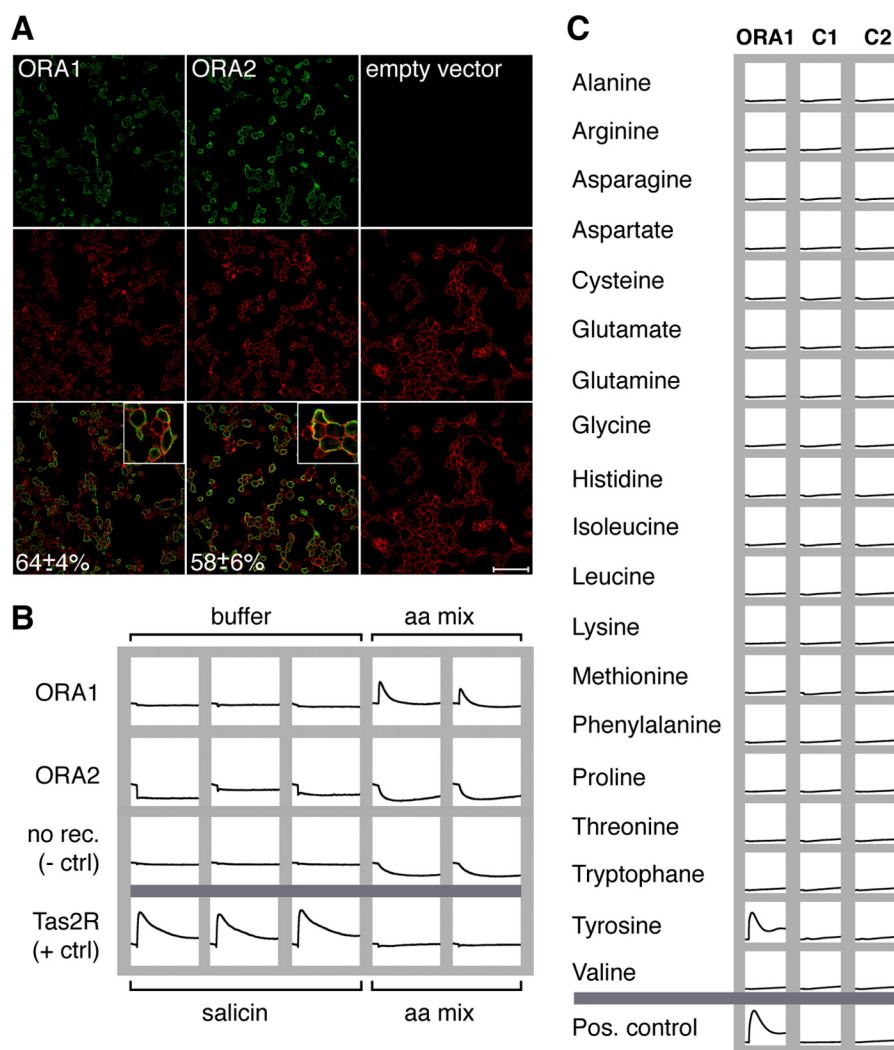 A
ORA1
ORA2
empty vector
64±4%
58±6%
B
buffer
aa mix
ORA1
ORA2
no rec.
(- ctrl)
Tas2R
(+ ctrl)
salicin
aa mix
C
ORA1 C1 C2
Alanine
Arginine
Asparagine
Aspartate
Cysteine
Glutamate
Glutamine
Glycine
Histidine
Isoleucine
Leucine
Lysine
Methionine
Phenylalanine
Proline
Threonine
Tryptophane
Tyrosine
Valine
Pos. control